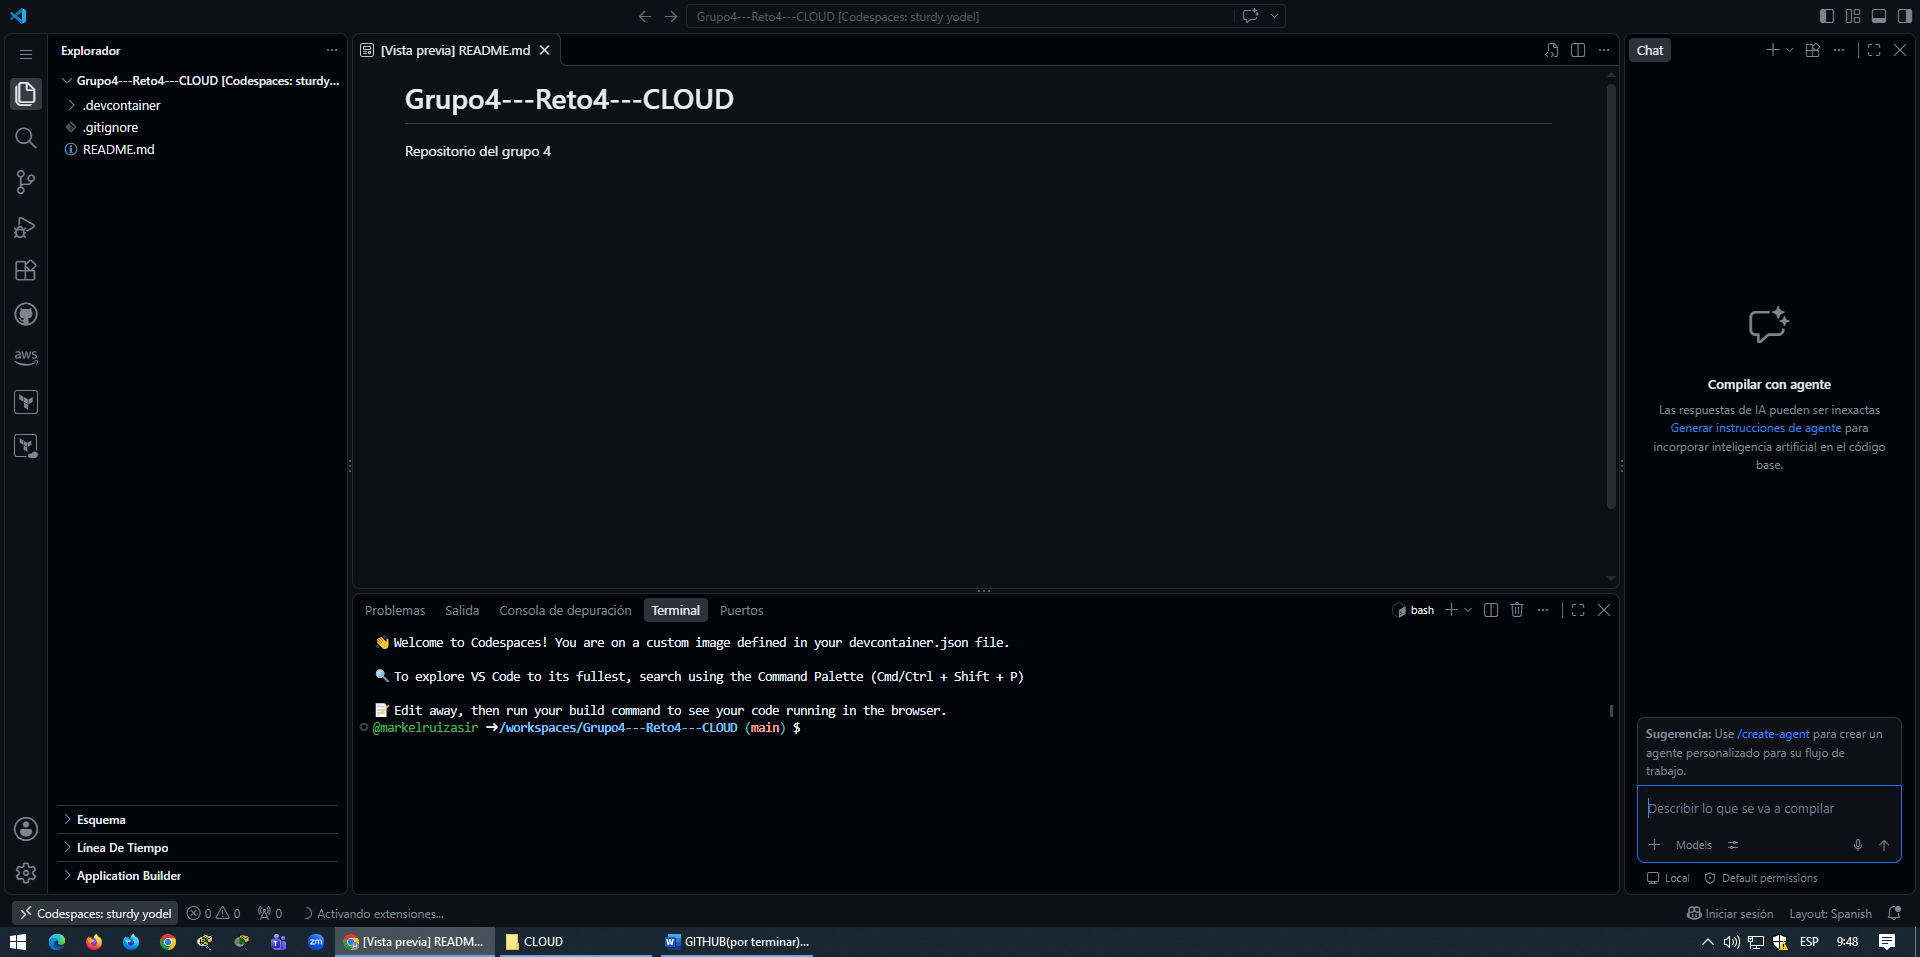 Grupo4---Reto4---CLOUD [Codespaces: sturdy yodel]
Explorador
Grupo4---Reto4---CLOUD [Codespaces: sturdy...
.devcontainer
.gitignore
README.md
aws
Esquema
Línea De Tiempo
Application Builder
[Vista previa] README.md
Grupo4---Reto4---CLOUD
Repositorio del grupo 4
Problemas Salida Consola de depuración Terminal Puertos
bash
👋 Welcome to Codespaces! You are on a custom image defined in your devcontainer.json file.
🔍 To explore VS Code to its fullest, search using the Command Palette (Cmd/Ctrl + Shift + P)
📝 Edit away, then run your build command to see your code running in the browser.
@markelruizasir ➜/workspaces/Grupo4---Reto4---CLOUD (main) $
Chat
Compilar con agente
Las respuestas de IA pueden ser inexactas
Generar instrucciones de agente para
incorporar inteligencia artificial en el código
base.
Sugerencia: Use /create-agent para crear un
agente personalizado para su flujo de
trabajo.
Describir lo que se va a compilar
Models
Local Default permissions
Codespaces: sturdy yodel 0 0 0 Activando extensiones...
Iniciar sesión Layout: Spanish
zm
[Vista previa] READM...
CLOUD
GITHUB(por terminar)...
ESP
9:48